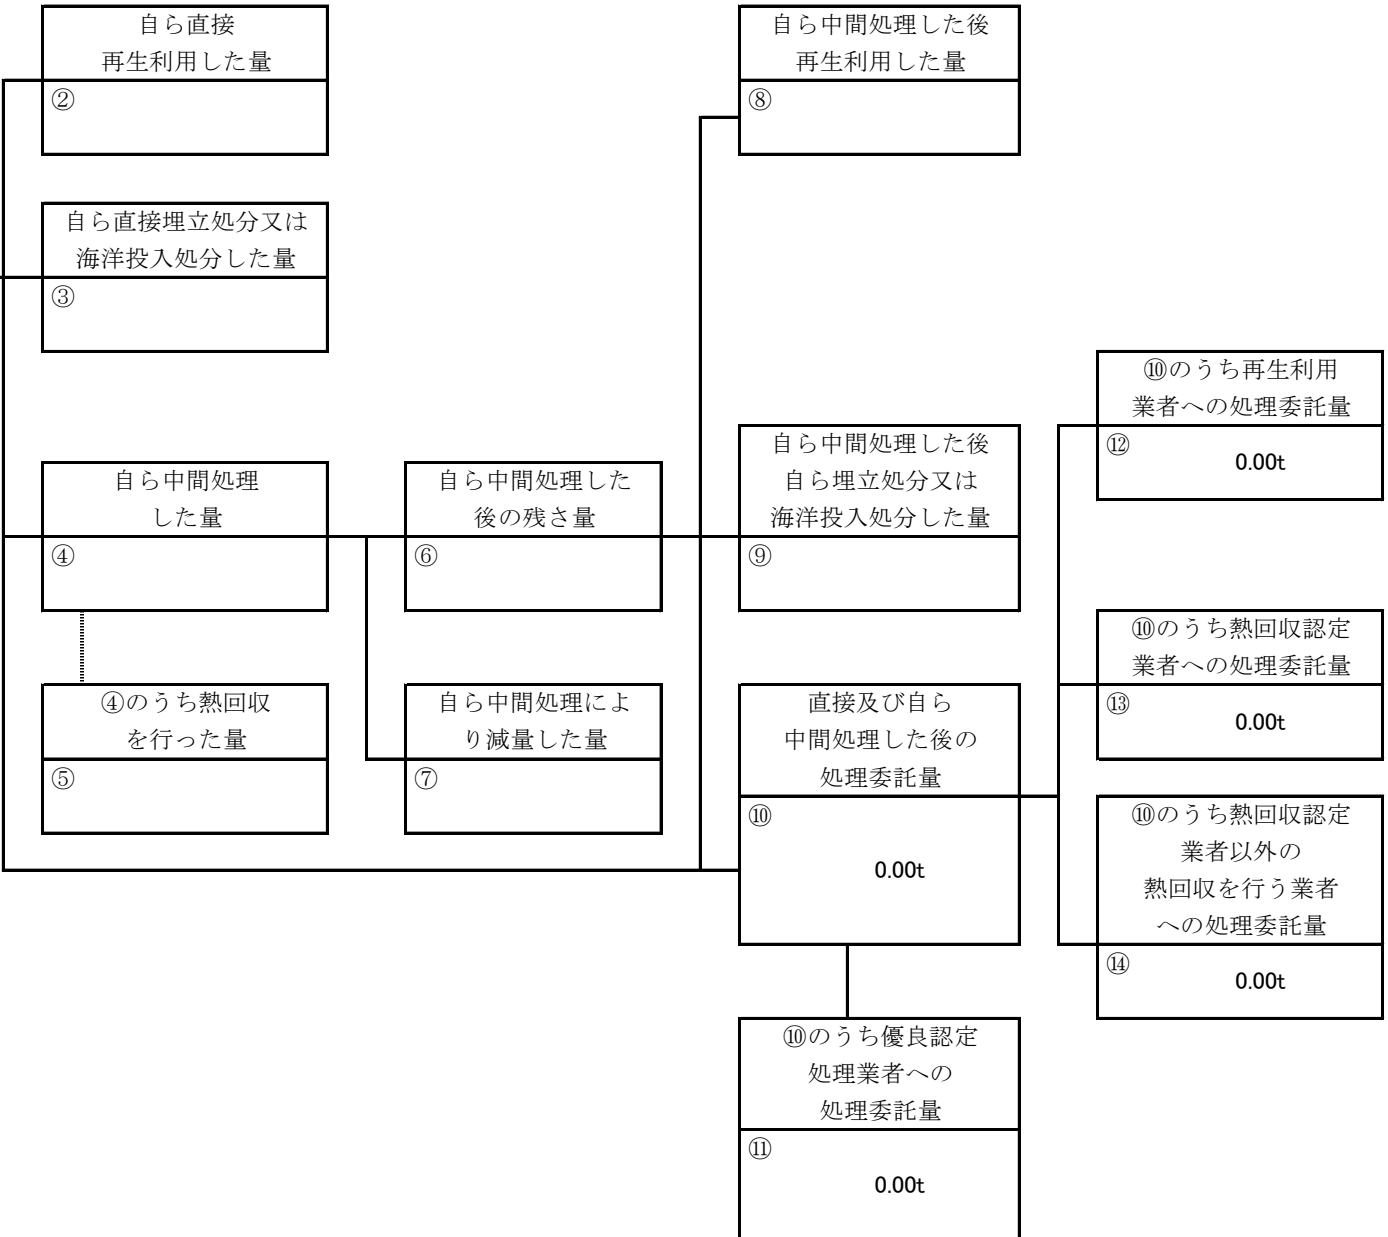 自ら直接
再生利用した量
②
自ら直接埋立処分又は
海洋投入処分した量
③
自ら中間処理
した量
④
④のうち熱回収
を行った量
⑤
自ら中間処理した
後の残さ量
⑥
自ら中間処理によ
り減量した量
⑦
自ら中間処理した後
再生利用した量
⑧
自ら中間処理した後
自ら埋立処分又は
海洋投入処分した量
⑨
直接及び自ら
中間処理した後の
処理委託量
⑩
0.00t
⑩のうち優良認定
処理業者への
処理委託量
⑪
0.00t
⑩のうち再生利用
業者への処理委託量
⑫
0.00t
⑩のうち熱回収認定
業者への処理委託量
⑬
0.00t
⑩のうち熱回収認定
業者以外の
熱回収を行う業者
への処理委託量
⑭
0.00t